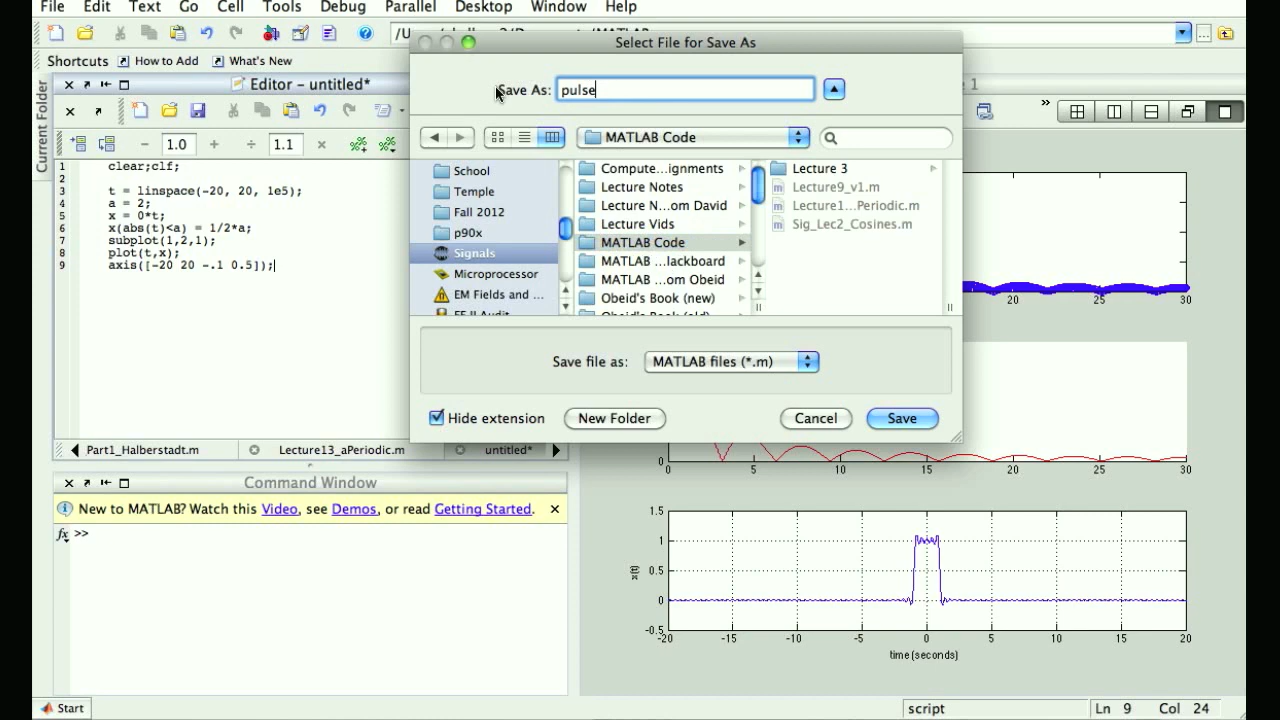 File Edit Text Go Cell Tools Debug Parallel Desktop Window Help
Select File for Save As
Shortcuts How to Add What's New
Editor – untitled*
Save As: pulse
Current Folder
MATLAB Code
1.0 + ÷ 1.1 ×
1 clear;clf;
2
3 t = linspace(-20, 20, 1e5);
4 a = 2;
5 x = 0*t;
6 x(abs(t)<a) = 1/2*a;
7 subplot(1,2,1);
8 plot(t,x);
9 axis([-20 20 -.1 0.5]);
School
Temple
Fall 2012
p90x
Signals
Microprocessor
EM Fields and ...
Compute...ignments
Lecture Notes
Lecture N...om David
Lecture Vids
MATLAB Code
MATLAB ...lackboard
MATLAB ...om Obeid
Obeid's Book (new)
Lecture 3
Lecture9_v1.m
Lecture1...Periodic.m
Sig_Lec2_Cosines.m
20 25 30
Save file as: MATLAB files (*.m)
Hide extension New Folder Cancel Save
Part1_Halberstadt.m Lecture13_aPeriodic.m untitled*
0
0 5 10 15 20 25 30
Command Window
New to MATLAB? Watch this Video, see Demos, or read Getting Started.
fx >>
1.5
1
0.5
0
-0.5
x(t)
-20 -15 -10 -5 0 5 10 15 20
time (seconds)
Start
script Ln 9 Col 24